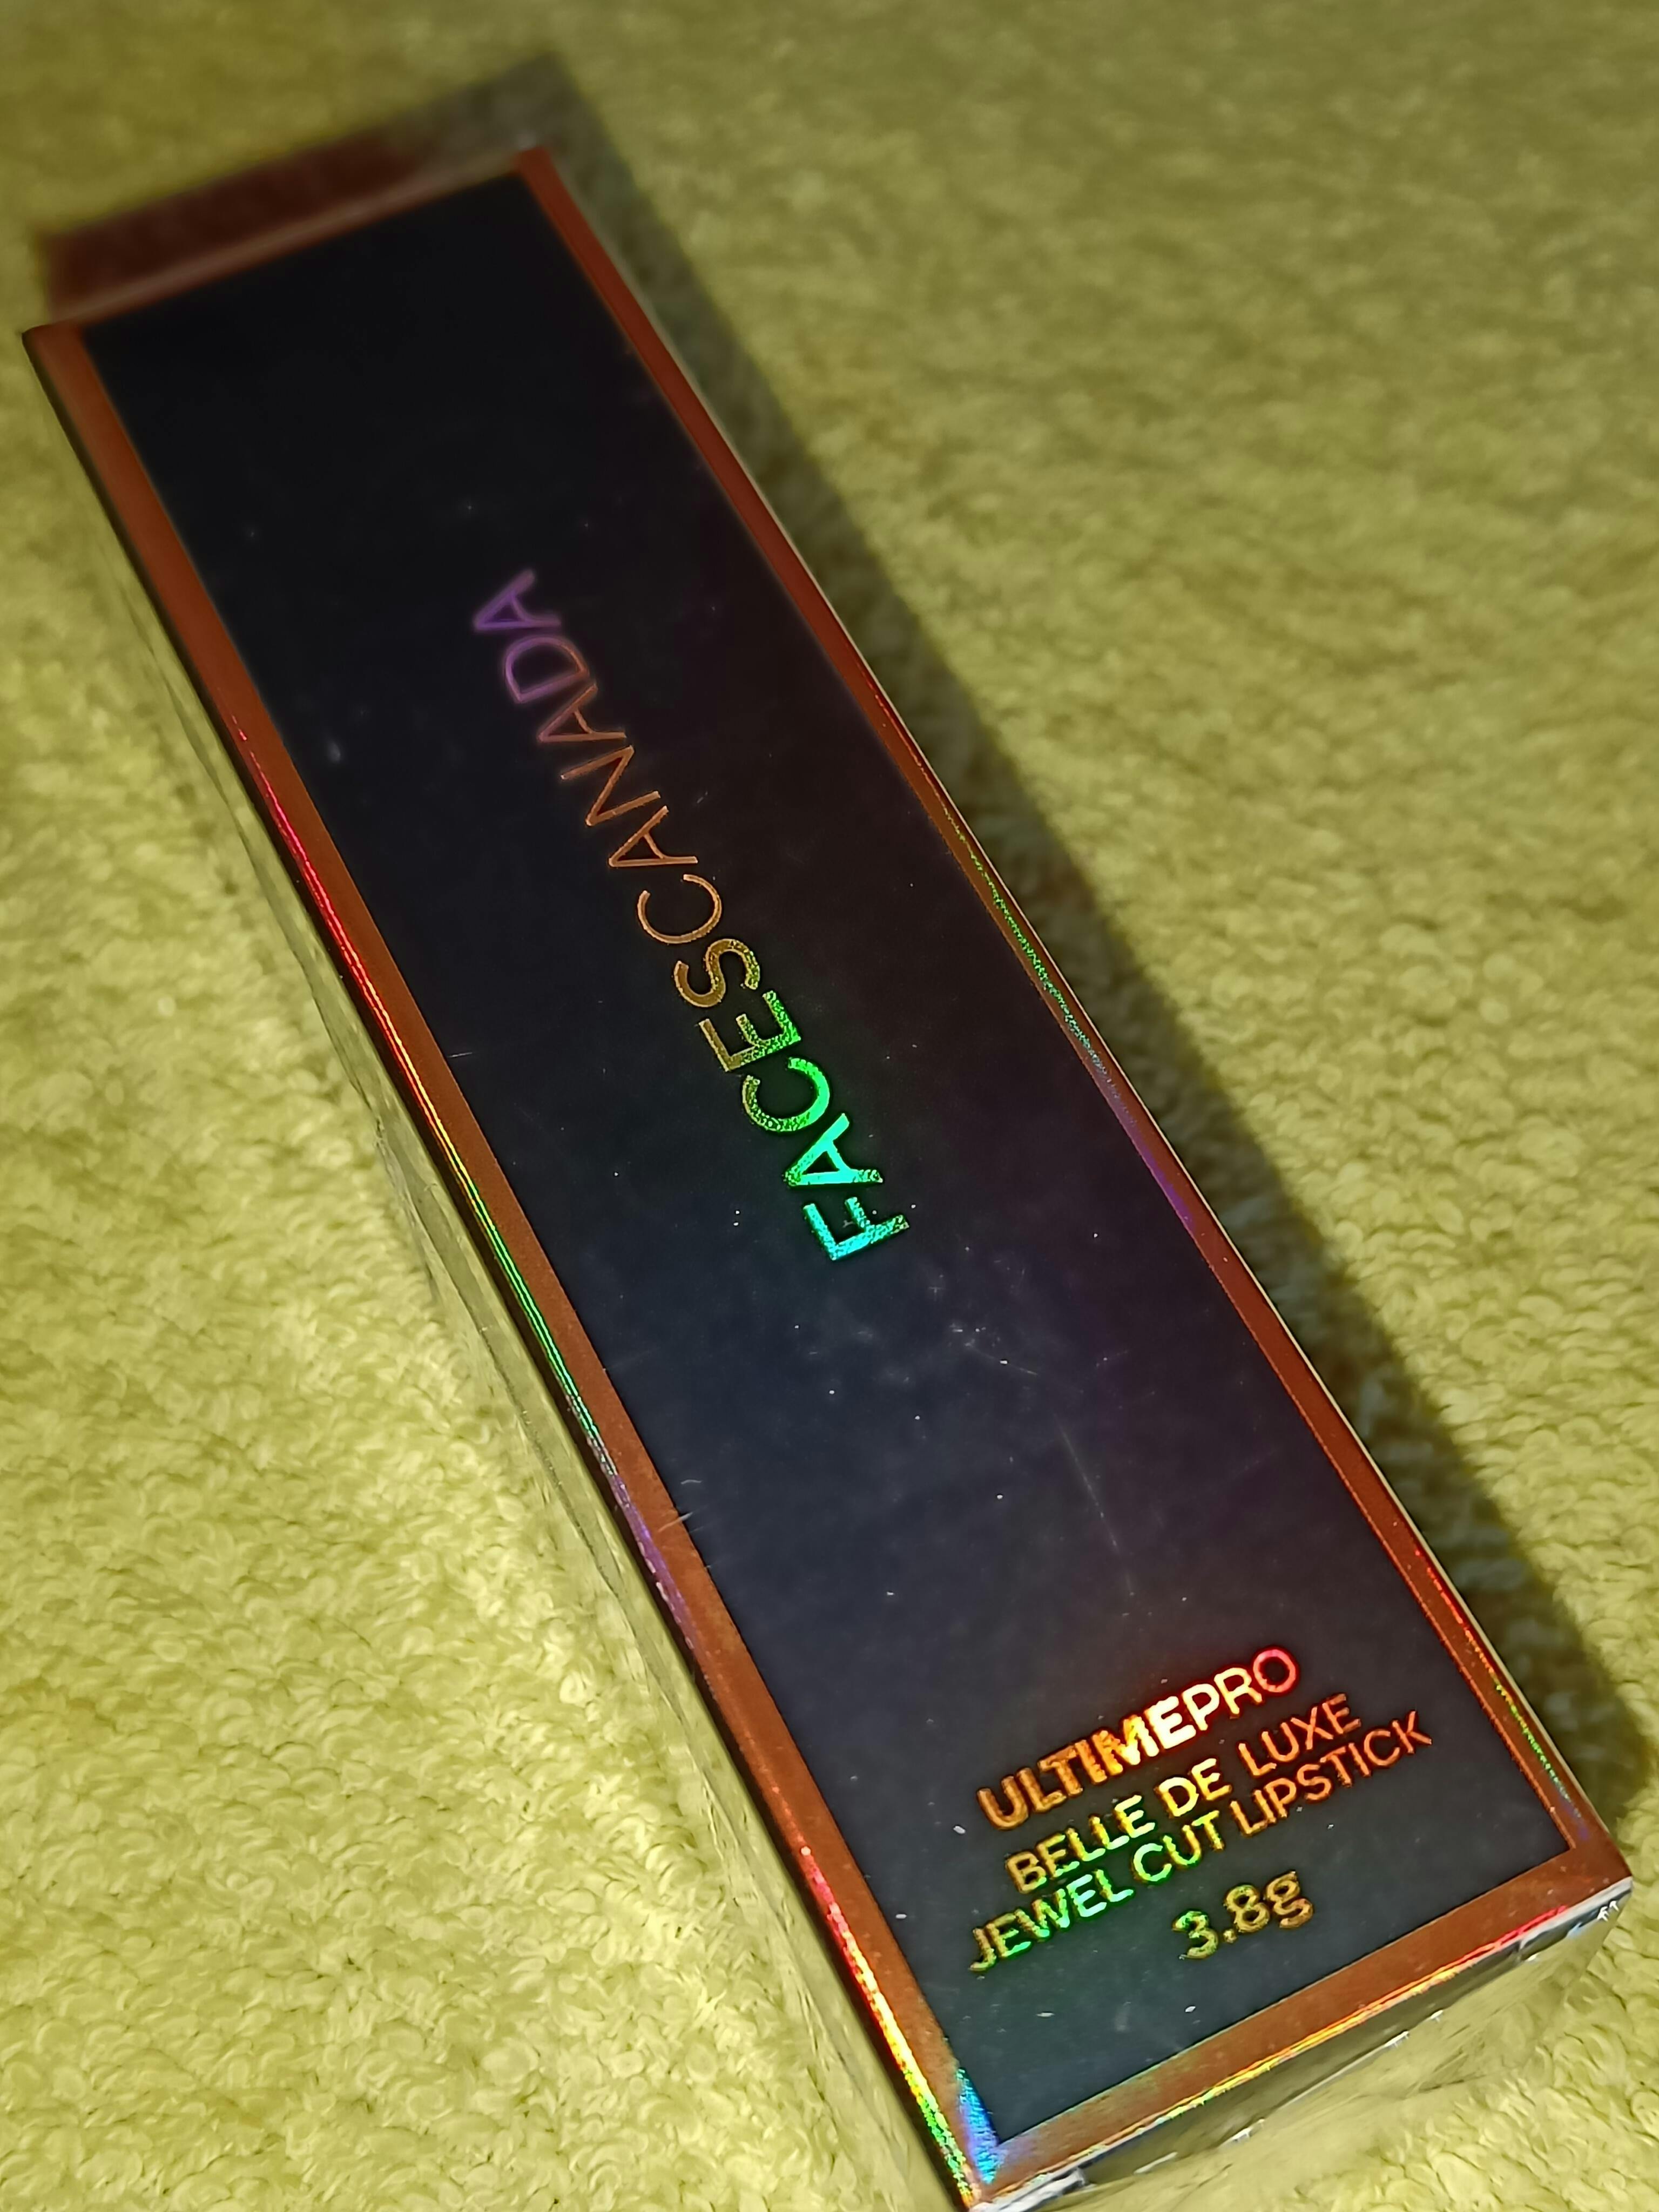 FACESCANADA
ULTIMEPRO
BELLE DE LUXE
JEWEL CUT LIPSTICK
3.8g